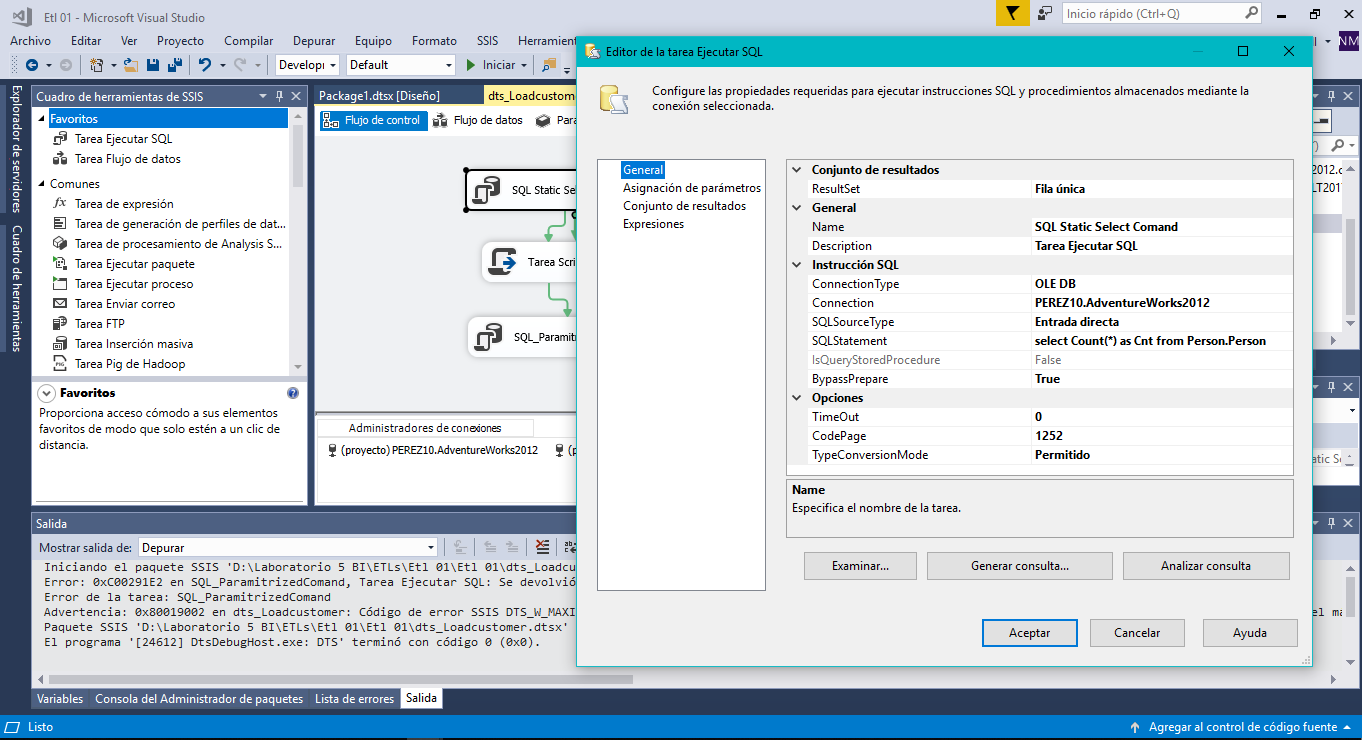 Etl 01 - Microsoft Visual Studio
Inicio rápido (Ctrl+Q)
Archivo Editar Ver Proyecto Compilar Depurar Equipo Formato SSIS Herramien
NM
Develop Default Iniciar
Explorador de servidores
Cuadro de herramientas
Cuadro de herramientas de SSIS
Favoritos
Tarea Ejecutar SQL
Tarea Flujo de datos
Comunes
Tarea de expresión
Tarea de generación de perfiles de dat...
Tarea de procesamiento de Analysis S...
Tarea Ejecutar paquete
Tarea Ejecutar proceso
Tarea Enviar correo
Tarea FTP
Tarea Inserción masiva
Tarea Pig de Hadoop
Favoritos
Proporciona acceso cómodo a sus elementos
favoritos de modo que solo estén a un clic de
distancia.
Package1.dtsx [Diseño] dts_Loadcustom
Flujo de control Flujo de datos Para
SQL Static Se
Tarea Scri
SQL_Paramit
Administradores de conexiones
(proyecto) PEREZ10.AdventureWorks2012 (p
Editor de la tarea Ejecutar SQL
Configure las propiedades requeridas para ejecutar instrucciones SQL y procedimientos almacenados mediante la
conexión seleccionada.
General
Asignación de parámetros
Conjunto de resultados
Expresiones
Conjunto de resultados
ResultSet Fila única
General
Name SQL Static Select Comand
Description Tarea Ejecutar SQL
Instrucción SQL
ConnectionType OLE DB
Connection PEREZ10.AdventureWorks2012
SQLSourceType Entrada directa
SQLStatement select Count(*) as Cnt from Person.Person
IsQueryStoredProcedure False
BypassPrepare True
Opciones
TimeOut 0
CodePage 1252
TypeConversionMode Permitido
Name
Especifica el nombre de la tarea.
Examinar... Generar consulta... Analizar consulta
Aceptar Cancelar Ayuda
2012.c
LT201
atic S
Salida
Mostrar salida de: Depurar
Iniciando el paquete SSIS 'D:\Laboratorio 5 BI\ETLs\Etl 01\Etl 01\dts_Loadcu
Error: 0xC00291E2 en SQL_ParamitrizedComand, Tarea Ejecutar SQL: Se devolvió
Error de la tarea: SQL_ParamitrizedComand
Advertencia: 0x80019002 en dts_Loadcustomer: Código de error SSIS DTS_W_MAXI el ma
Paquete SSIS 'D:\Laboratorio 5 BI\ETLs\Etl 01\Etl 01\dts_Loadcustomer.dtsx'
El programa '[24612] DtsDebugHost.exe: DTS' terminó con código 0 (0x0).
Variables Consola del Administrador de paquetes Lista de errores Salida
Listo
Agregar al control de código fuente